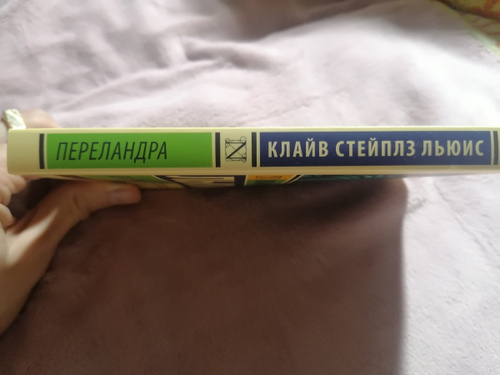 ПЕРЕЛАНДРА
КЛАЙВ СТЕЙПЛЗ ЛЬЮИС